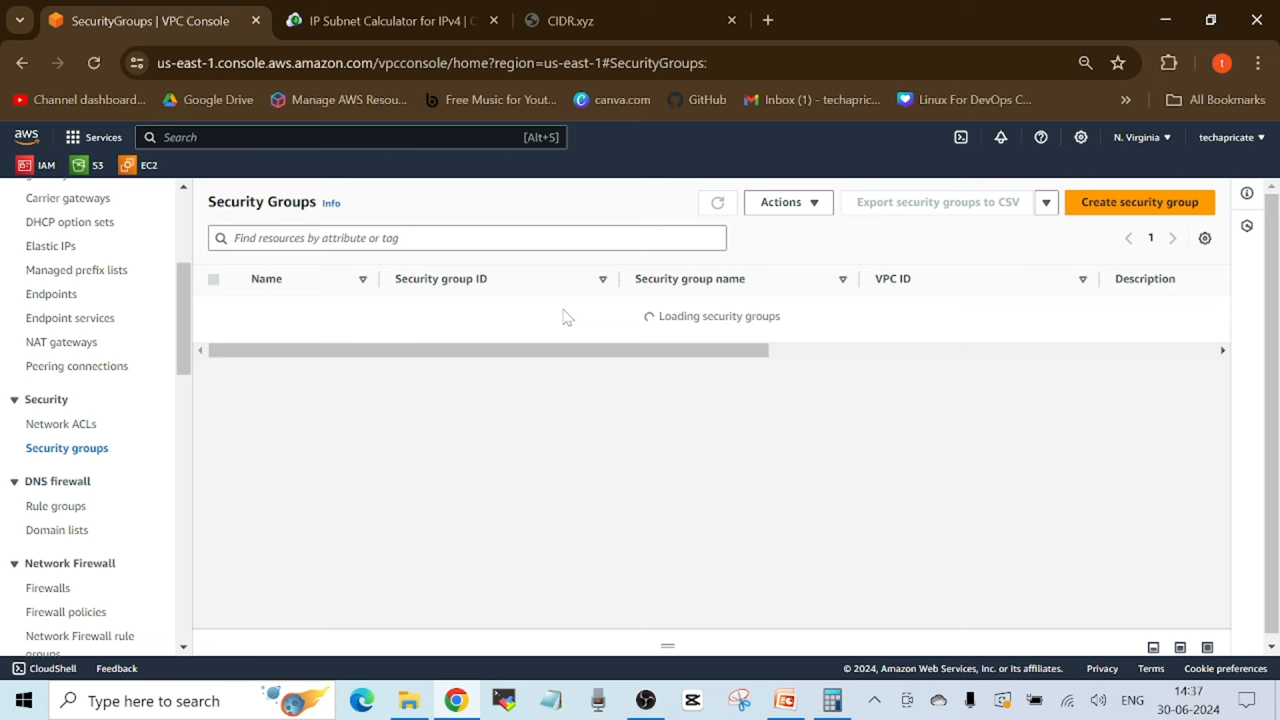 SecurityGroups | VPC Console
IP Subnet Calculator for IPv4 | C
CIDR.xyz
us-east-1.console.aws.amazon.com/vpcconsole/home?region=us-east-1#SecurityGroups:
t
Channel dashboard...
Google Drive
Manage AWS Resou...
Free Music for Yout...
canva.com
GitHub
Inbox (1) - techapric...
Linux For DevOps C...
All Bookmarks
aws
Services
Search
[Alt+S]
N. Virginia
techapricate
IAM
S3
EC2
Carrier gateways
DHCP option sets
Elastic IPs
Managed prefix lists
Endpoints
Endpoint services
NAT gateways
Peering connections
Security
Network ACLs
Security groups
DNS firewall
Rule groups
Domain lists
Network Firewall
Firewalls
Firewall policies
Network Firewall rule
groups
Security Groups Info
Actions
Export security groups to CSV
Create security group
Find resources by attribute or tag
1
Name
Security group ID
Security group name
VPC ID
Description
Loading security groups
CloudShell
Feedback
© 2024, Amazon Web Services, Inc. or its affiliates.
Privacy
Terms
Cookie preferences
Type here to search
ENG
14:37
30-06-2024